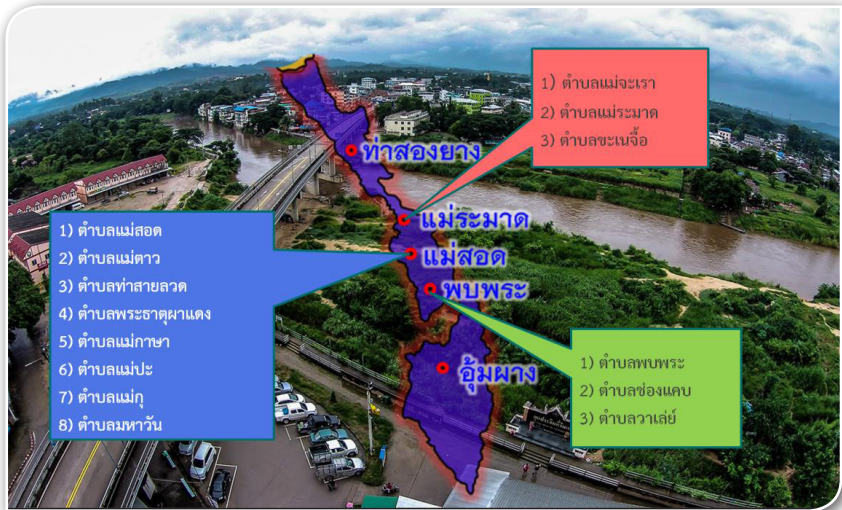 1) ตำบลแม่จะเรา
2) ตำบลแม่ระมาด
3) ตำบลขะเนจื้อ
ท่าสองยาง
แม่ระมาด
แม่สอด
พบพระ
อุ้มผาง
1) ตำบลแม่สอด
2) ตำบลแม่ตาว
3) ตำบลท่าสายลวด
4) ตำบลพระธาตุผาแดง
5) ตำบลแม่กาษา
6) ตำบลแม่ปะ
7) ตำบลแม่กุ
8) ตำบลมหาวัน
1) ตำบลพบพระ
2) ตำบลช่องแคบ
3) ตำบลวาเล่ย์